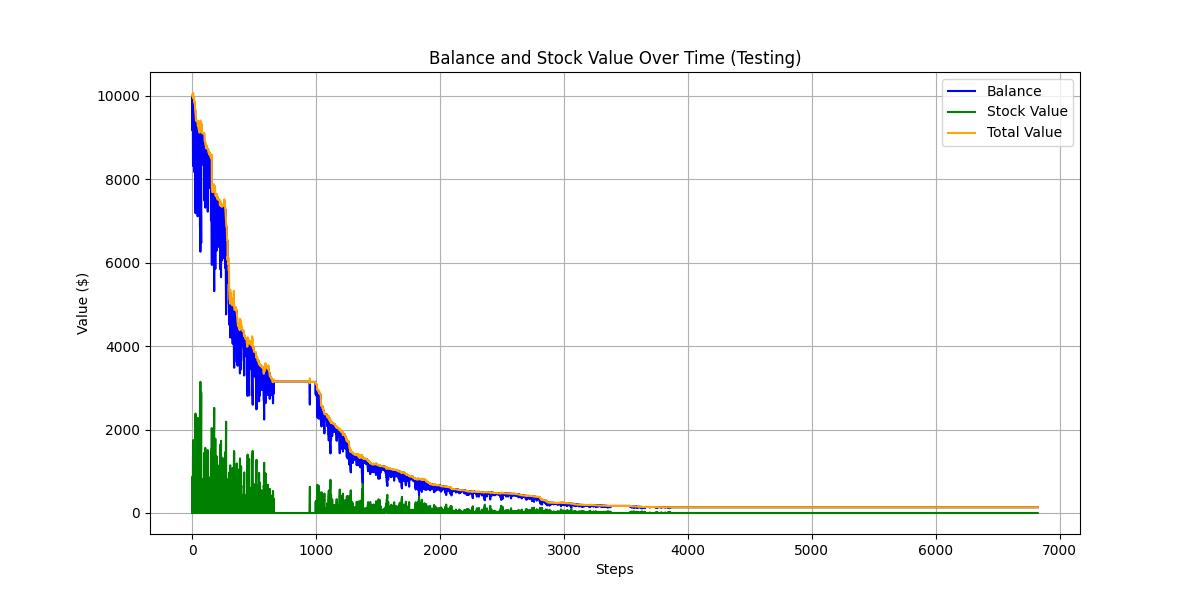 Balance and Stock Value Over Time (Testing)
Balance
Stock Value
Total Value
Value ($)
10000
8000
6000
4000
2000
0
0 1000 2000 3000 4000 5000 6000 7000
Steps